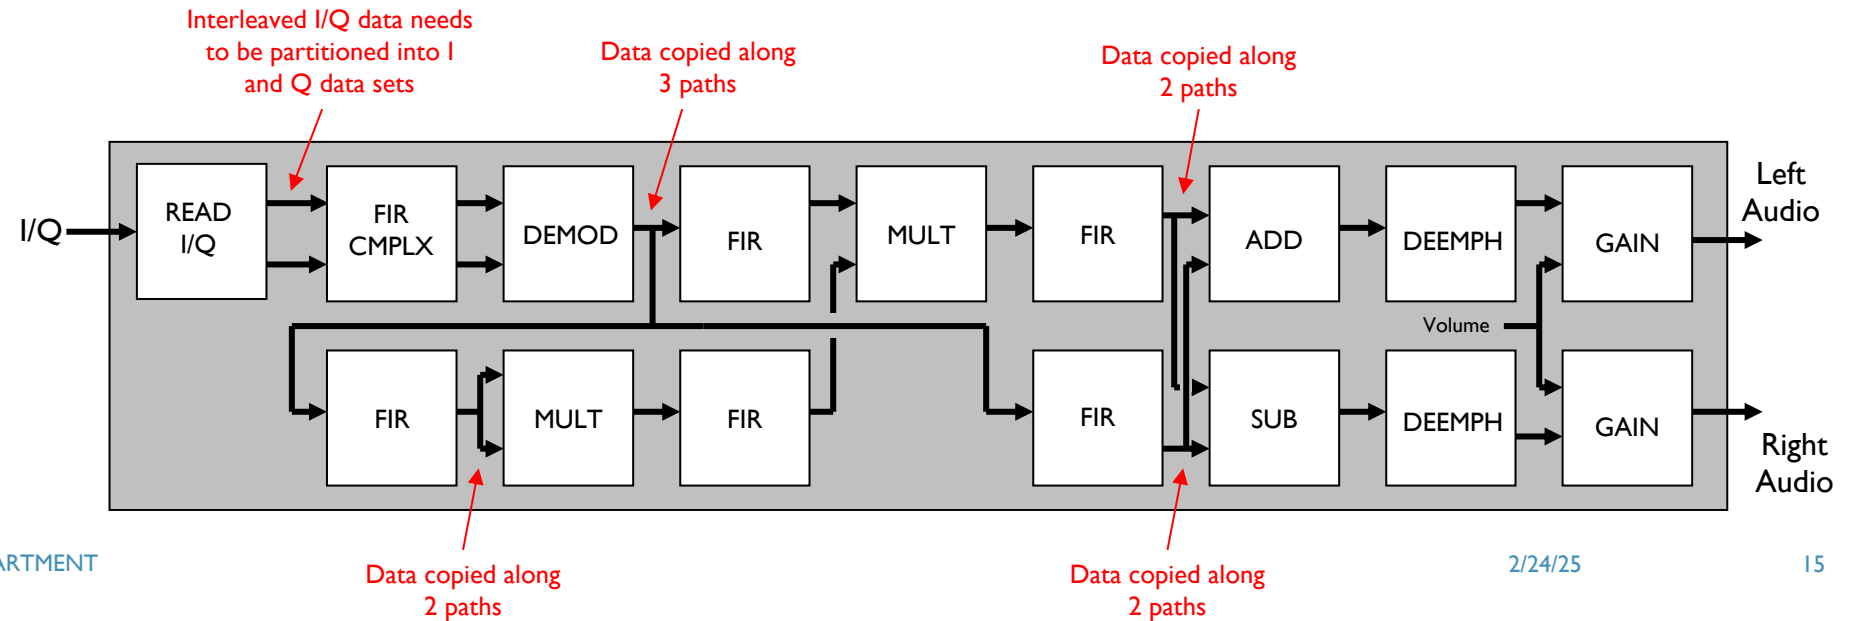 Interleaved I/Q data needs
to be partitioned into I
and Q data sets
Data copied along
3 paths
Data copied along
2 paths
I/Q
READ
I/Q
FIR
CMPLX
DEMOD
FIR
MULT
FIR
ADD
DEEMPH
GAIN
Left
Audio
Volume
FIR
MULT
FIR
FIR
SUB
DEEMPH
GAIN
Right
Audio
Data copied along
2 paths
Data copied along
2 paths
ARTMENT
2/24/25
15